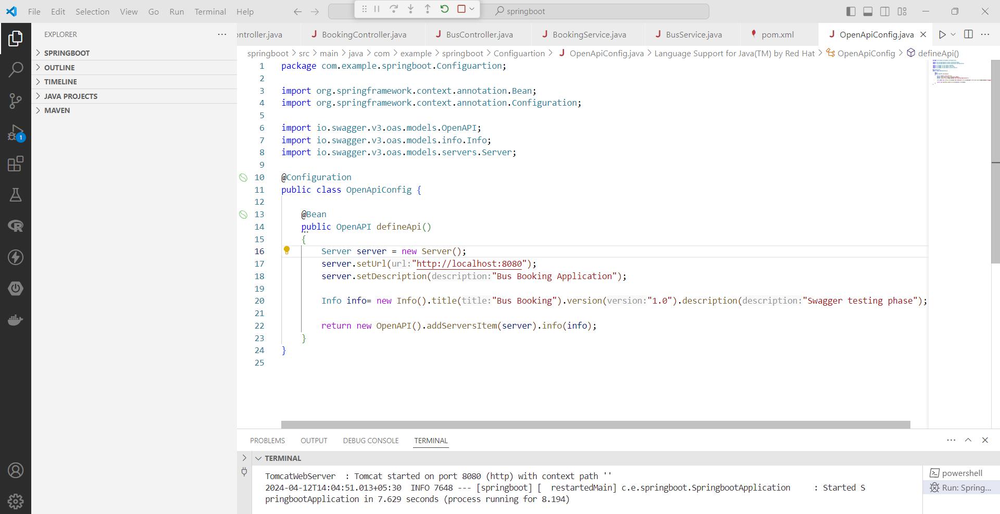 File Edit Selection View Go Run Terminal Help springboot
EXPLORER
SPRINGBOOT
OUTLINE
TIMELINE
JAVA PROJECTS
MAVEN
1
ontroller.java BookingController.java BusController.java BookingService.java BusService.java pom.xml OpenApiConfig.java
springboot > src > main > java > com > example > springboot > Configuartion > OpenApiConfig.java > Language Support for Java(TM) by Red Hat > OpenApiConfig > defineApi()
1 package com.example.springboot.Configuartion;
2
3 import org.springframework.context.annotation.Bean;
4 import org.springframework.context.annotation.Configuration;
5
6 import io.swagger.v3.oas.models.OpenAPI;
7 import io.swagger.v3.oas.models.info.Info;
8 import io.swagger.v3.oas.models.servers.Server;
9
10 @Configuration
11 public class OpenApiConfig {
12
13 @Bean
14 public OpenAPI defineApi()
15 {
16 Server server = new Server();
17 server.setUrl(url:"http://localhost:8080");
18 server.setDescription(description:"Bus Booking Application");
19
20 Info info= new Info().title(title:"Bus Booking").version(version:"1.0").description(description:"Swagger testing phase");
21
22 return new OpenAPI().addServersItem(server).info(info);
23 }
24 }
25
PROBLEMS OUTPUT DEBUG CONSOLE TERMINAL
TERMINAL
TomcatWebServer : Tomcat started on port 8080 (http) with context path ''
2024-04-12T14:04:51.013+05:30 INFO 7648 --- [springboot] [ restartedMain] c.e.springboot.SpringbootApplication : Started S
pringbootApplication in 7.629 seconds (process running for 8.194)
powershell
Run: Spring...